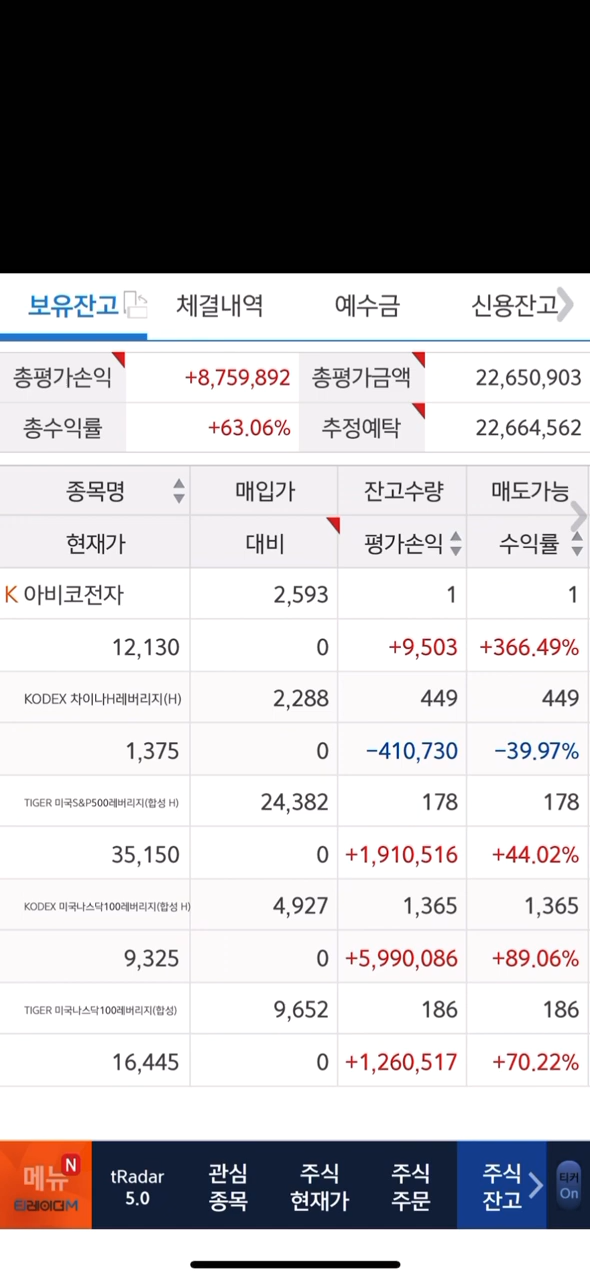 보유잔고 체결내역 예수금 신용잔고
총평가손익 +8,759,892 총평가금액 22,650,903
총수익률 +63.06% 추정예탁 22,664,562
종목명 매입가 잔고수량 매도가능
현재가 대비 평가손익 수익률
K 아비코전자 2,593 1 1
12,130 0 +9,503 +366.49%
KODEX 차이나H레버리지(H) 2,288 449 449
1,375 0 -410,730 -39.97%
TIGER 미국S&P500레버리지(합성 H) 24,382 178 178
35,150 0 +1,910,516 +44.02%
KODEX 미국나스닥100레버리지(합성 H) 4,927 1,365 1,365
9,325 0 +5,990,086 +89.06%
TIGER 미국나스닥100레버리지(합성) 9,652 186 186
16,445 0 +1,260,517 +70.22%
메뉴 N tRadar 관심 주식 주식 주식 티커
티레이더M 5.0 종목 현재가 주문 잔고 On